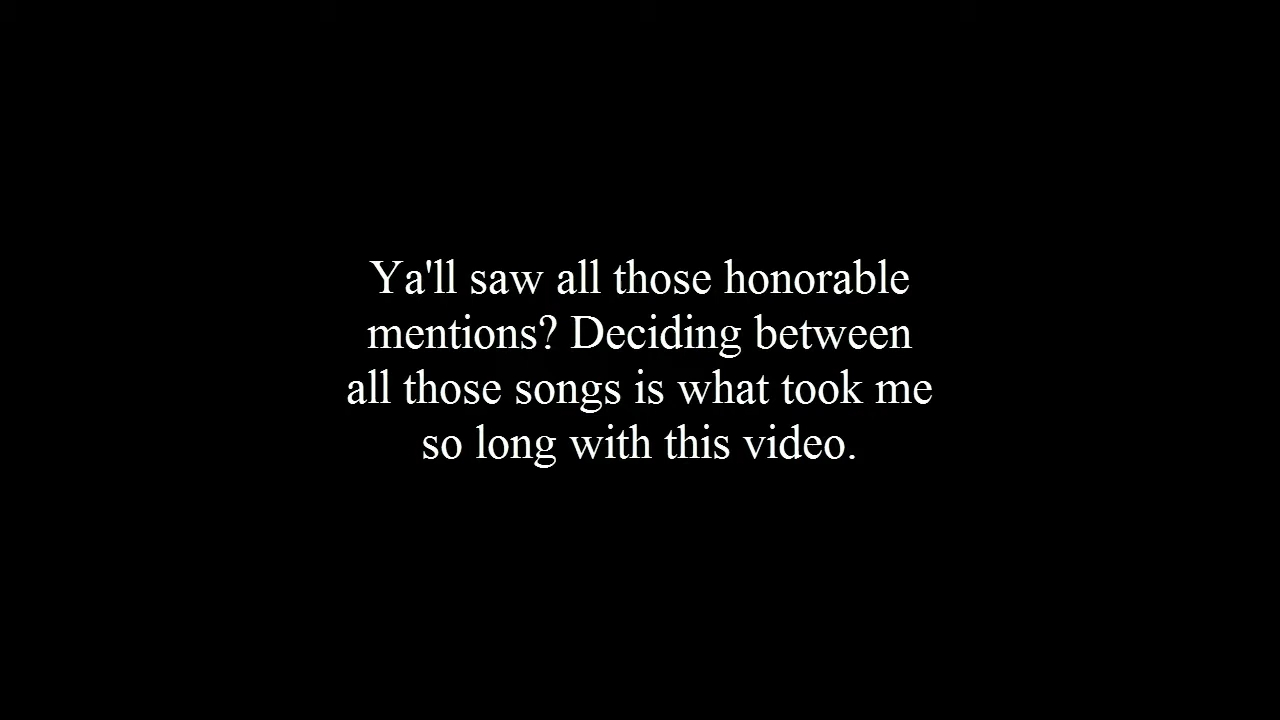 Ya'll saw all those honorable
mentions? Deciding between
all those songs is what took me
so long with this video.